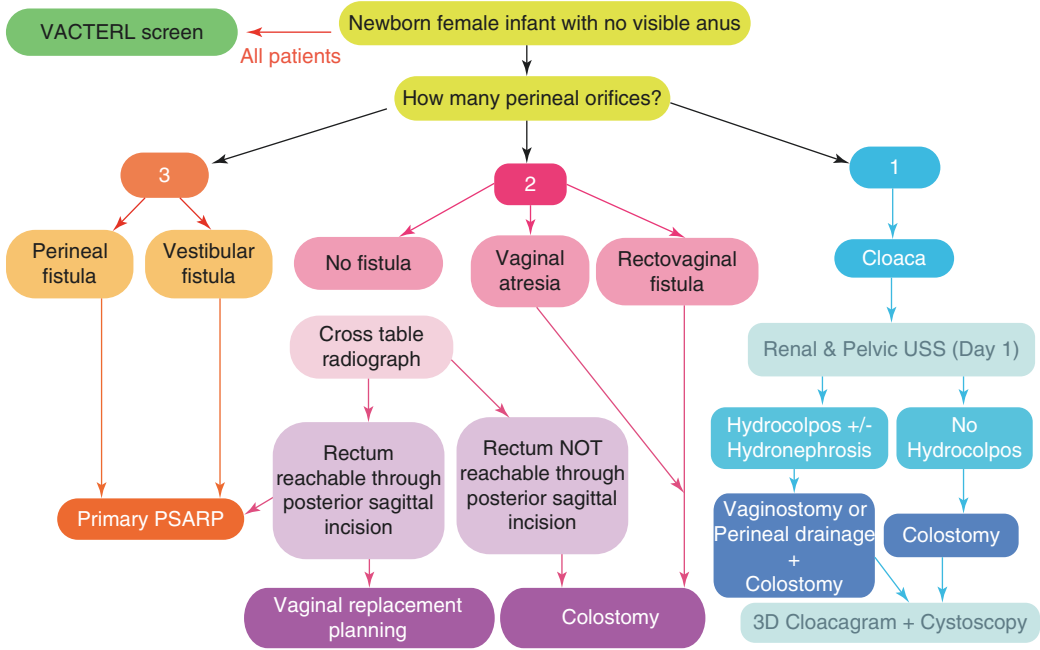 VACTERL screen
Newborn female infant with no visible anus
All patients
How many perineal orifices?
3
2
1
Perineal
fistula
Vestibular
fistula
No fistula
Vaginal
atresia
Rectovaginal
fistula
Cloaca
Cross table
radiograph
Renal & Pelvic USS (Day 1)
Rectum
reachable through
posterior sagittal
incision
Rectum NOT
reachable through
posterior sagittal
incision
Hydrocolpos +/-
Hydronephrosis
No
Hydrocolpos
Primary PSARP
Vaginostomy or
Perineal drainage
+
Colostomy
Colostomy
Vaginal replacement
planning
Colostomy
3D Cloacagram + Cystoscopy